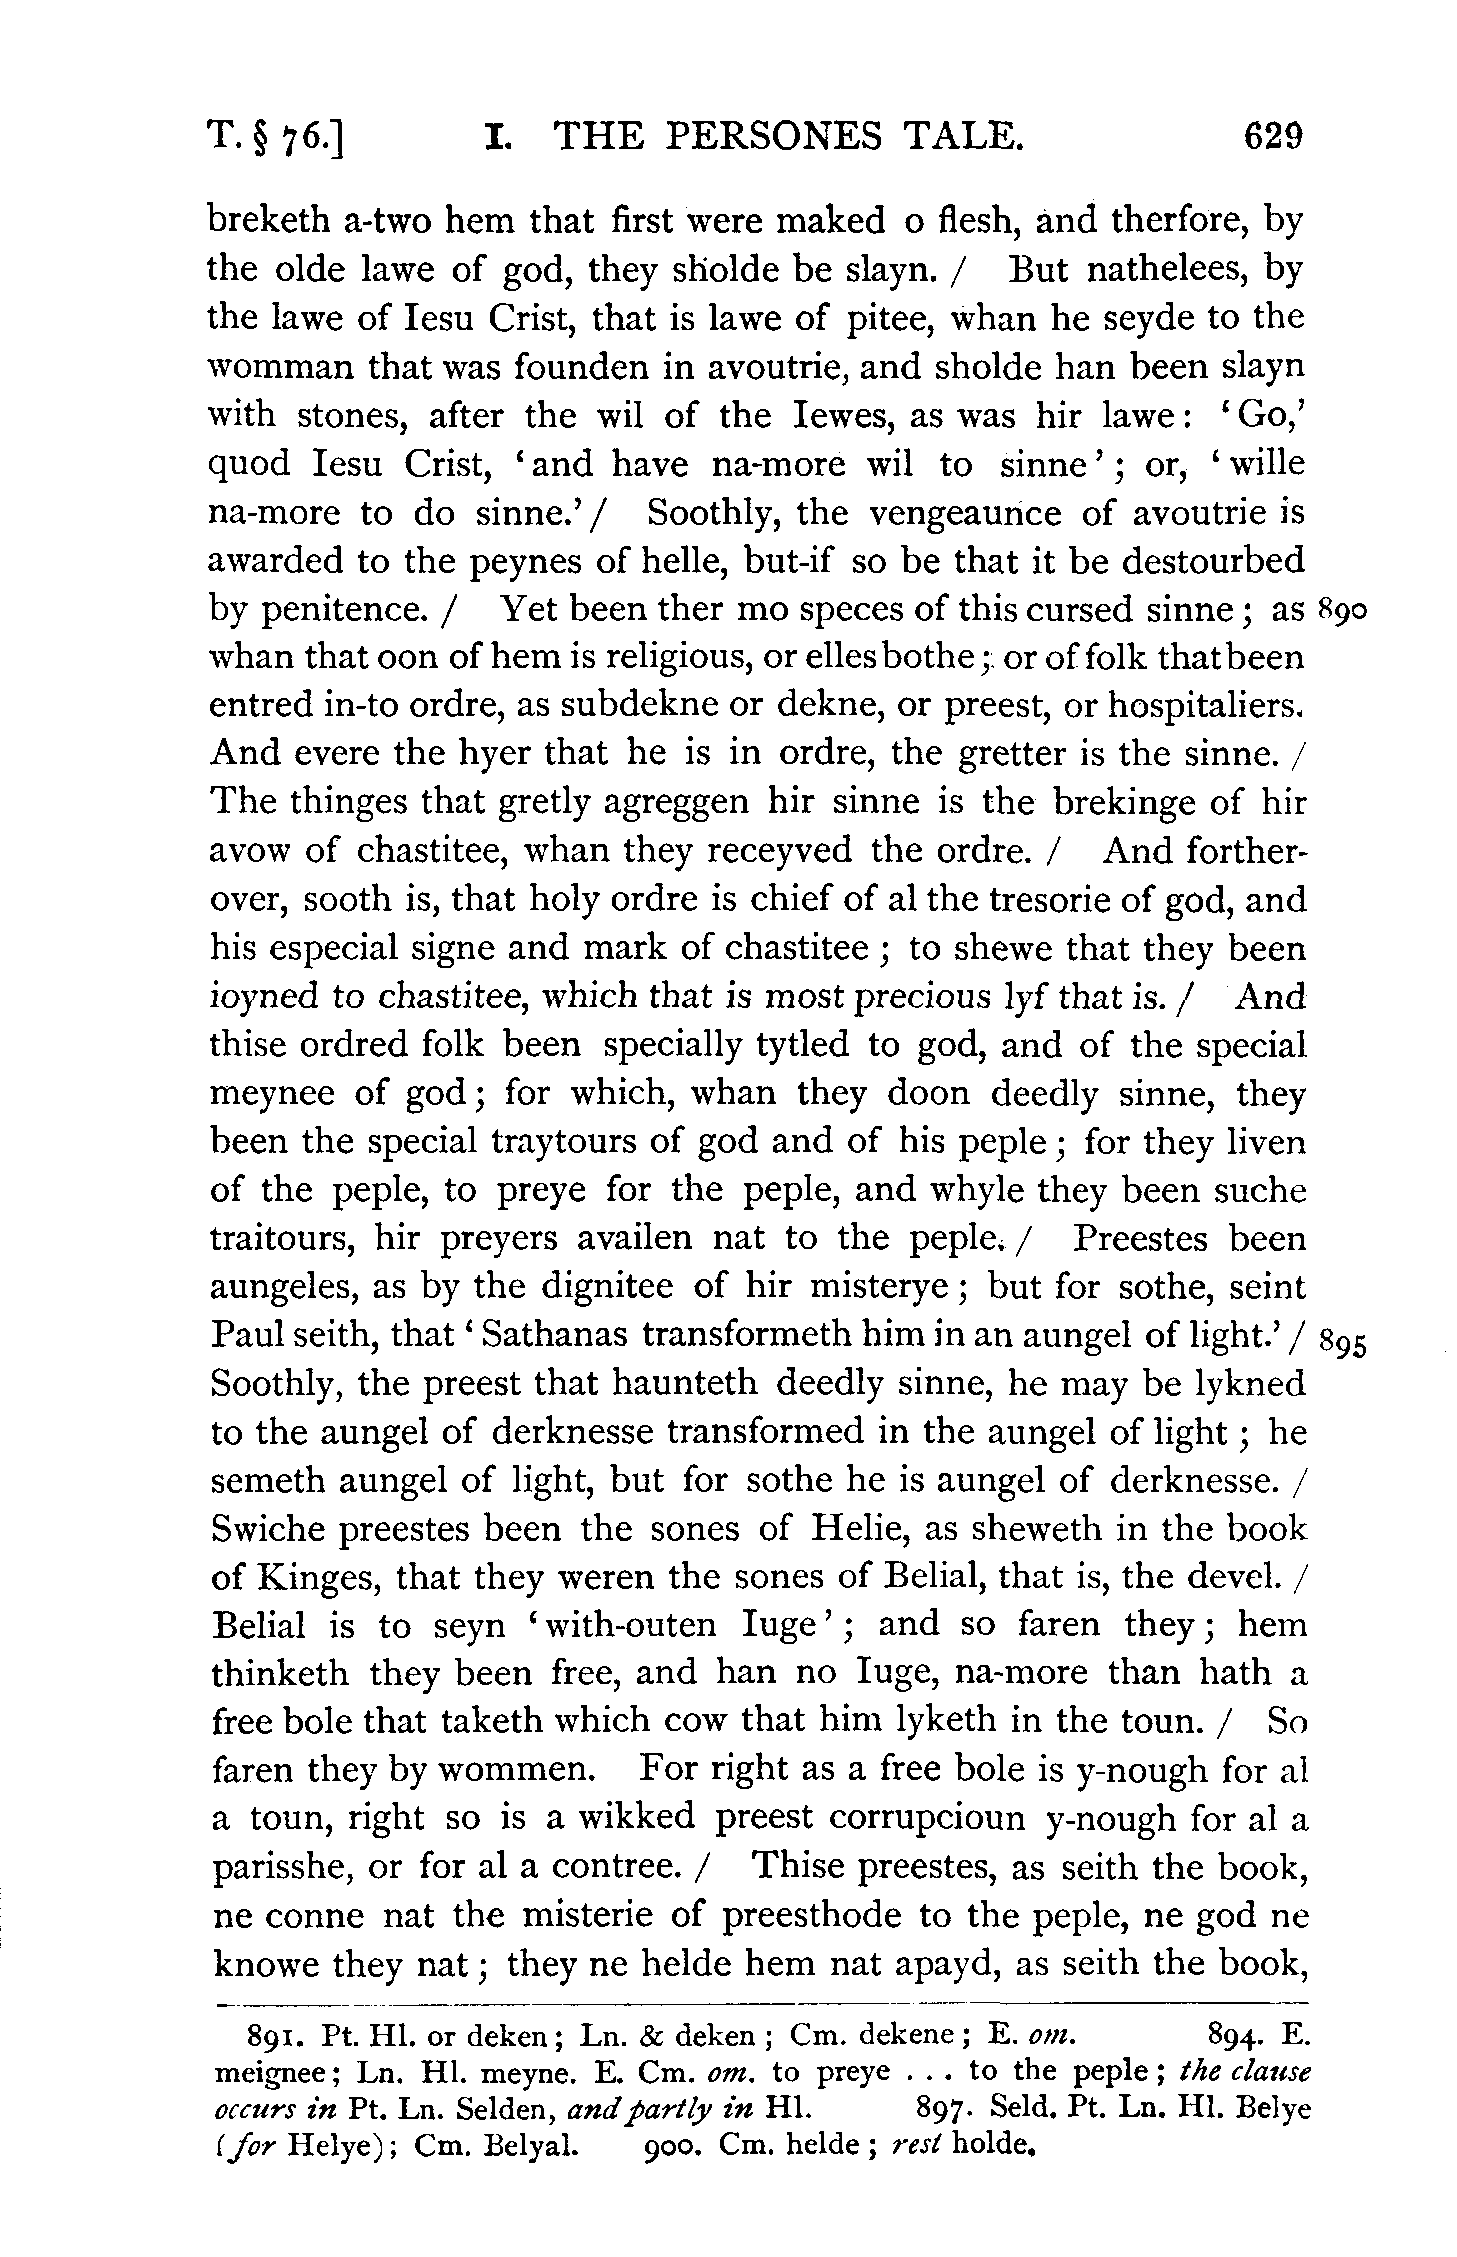 T. § 76.] I. THE PERSONES TALE. 629
breketh a-two hem that first were maked o flesh, and therfore, by
the olde lawe of god, they sholde be slayn. / But nathelees, by
the lawe of Iesu Crist, that is lawe of pitee, whan he seyde to the
womman that was founden in avoutrie, and sholde han been slayn
with stones, after the wil of the Iewes, as was hir lawe: ‘Go,’
quod Iesu Crist, ‘and have na-more wil to sinne’; or, ‘wille
na-more to do sinne.’ / Soothly, the vengeaunce of avoutrie is
awarded to the peynes of helle, but-if so be that it be destourbed
by penitence. / Yet been ther mo speces of this cursed sinne; as 890
whan that oon of hem is religious, or elles bothe; or of folk that been
entred in-to ordre, as subdekne or dekne, or preest, or hospitaliers.
And evere the hyer that he is in ordre, the gretter is the sinne. /
The thinges that gretly agreggen hir sinne is the brekinge of hir
avow of chastitee, whan they receyved the ordre. / And forther-
over, sooth is, that holy ordre is chief of al the tresorie of god, and
his especial signe and mark of chastitee; to shewe that they been
ioyned to chastitee, which that is most precious lyf that is. / And
thise ordred folk been specially tytled to god, and of the special
meynee of god; for which, whan they doon deedly sinne, they
been the special traytours of god and of his peple; for they liven
of the peple, to preye for the peple, and whyle they been suche
traitours, hir preyers availen nat to the peple. / Preestes been
aungeles, as by the dignitee of hir misterye; but for sothe, seint
Paul seith, that ‘Sathanas transformeth him in an aungel of light.’ / 895
Soothly, the preest that haunteth deedly sinne, he may be lykned
to the aungel of derknesse transformed in the aungel of light; he
semeth aungel of light, but for sothe he is aungel of derknesse. /
Swiche preestes been the sones of Helie, as sheweth in the book
of Kinges, that they weren the sones of Belial, that is, the devel. /
Belial is to seyn ‘with-outen Iuge’; and so faren they; hem
thinketh they been free, and han no Iuge, na-more than hath a
free bole that taketh which cow that him lyketh in the toun. / So
faren they by wommen. For right as a free bole is y-nough for al
a toun, right so is a wikked preest corrupcioun y-nough for al a
parisshe, or for al a contree. / Thise preestes, as seith the book,
ne conne nat the misterie of preesthode to the peple, ne god ne
knowe they nat; they ne helde hem nat apayd, as seith the book,
891. Pt. Hl. or deken; Ln. & deken; Cm. dekene; E. om. 894. E.
meignee; Ln. Hl. meyne. E. Cm. om. to preye . . . to the peple; the clause
occurs in Pt. Ln. Selden, and partly in Hl. 897. Seld. Pt. Ln. Hl. Belye
(for Helye); Cm. Belyal. 900. Cm. helde; rest holde.